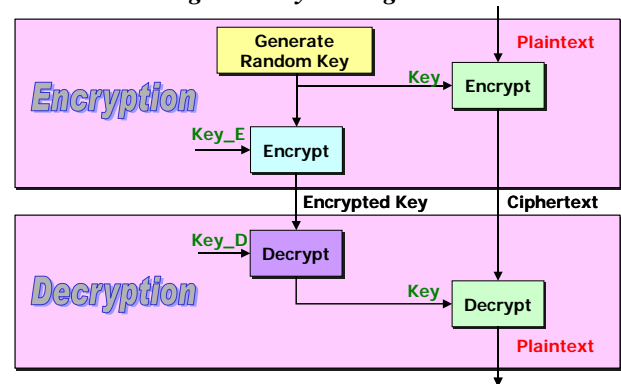 Generate
Random Key
Plaintext
Key
Encrypt
Encryption
Key_E
Encrypt
Encrypted Key
Ciphertext
Key_D
Decrypt
Decryption
Key
Decrypt
Plaintext